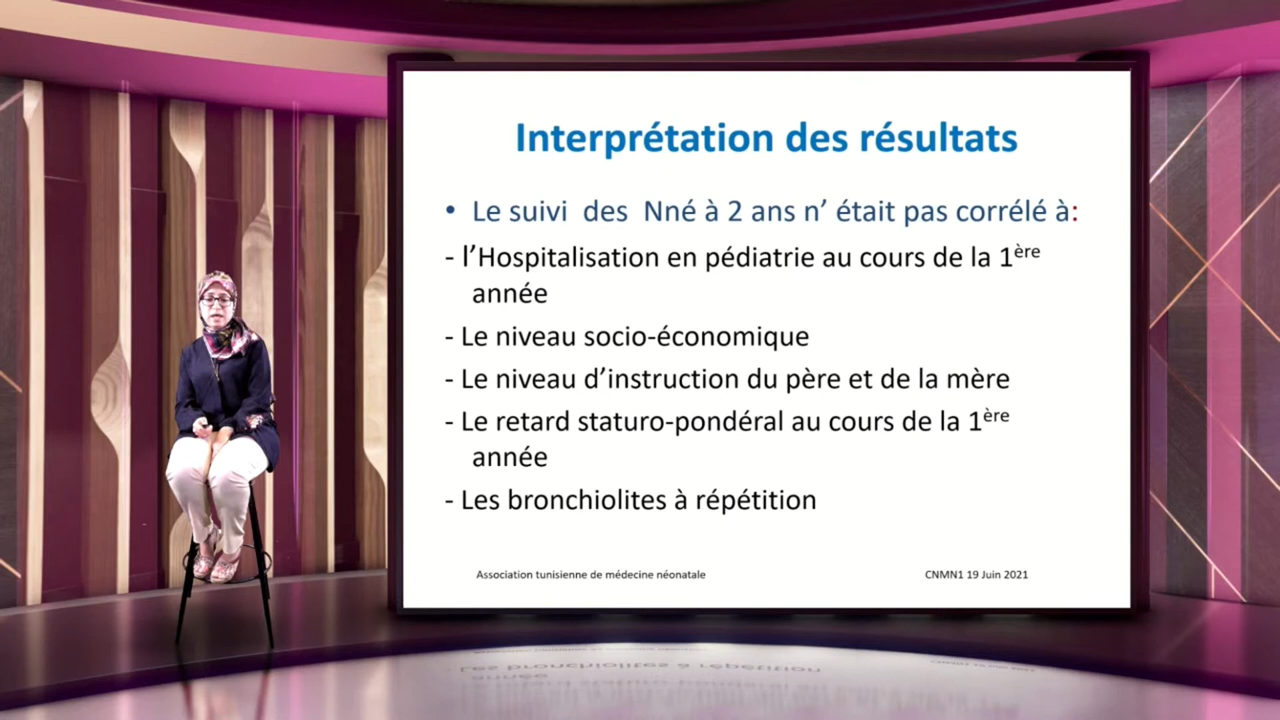 Interprétation des résultats
• Le suivi des Nné à 2 ans n’ était pas corrélé à:
- l’Hospitalisation en pédiatrie au cours de la 1ère
année
- Le niveau socio-économique
- Le niveau d’instruction du père et de la mère
- Le retard staturo-pondéral au cours de la 1ère
année
- Les bronchiolites à répétition
Association tunisienne de médecine néonatale CNMN1 19 Juin 2021